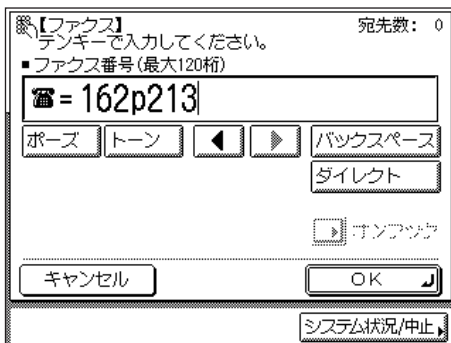 【ファクス】
宛先数： 0
テンキーで入力してください。
■ファクス番号（最大120桁）
☎=162p213
ポーズ トーン ◀ ▶ バックスペース
ダイレクト
オンフック
キャンセル OK
システム状況/中止